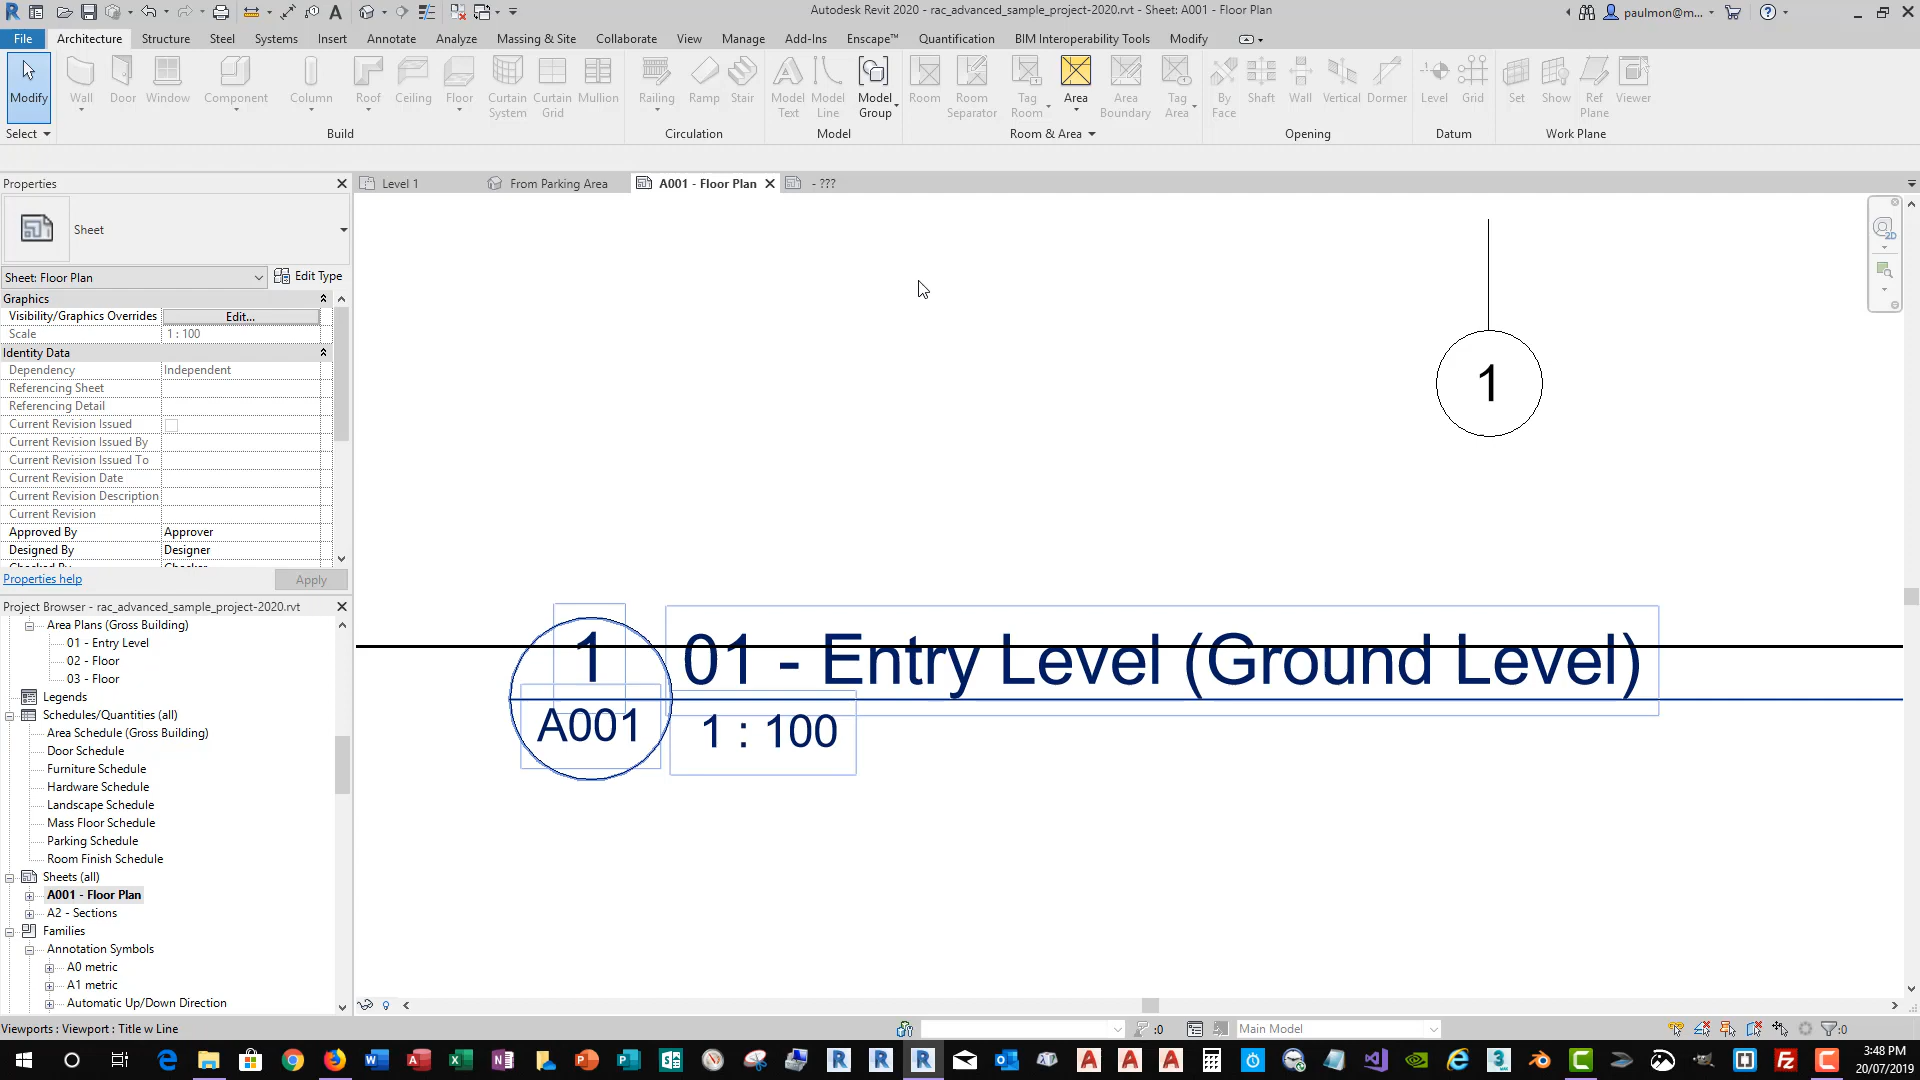 Autodesk Revit 2020 - rac_advanced_sample_project-2020.rvt - Sheet: A001 - Floor Plan
paulmon@m...
File Architecture Structure Steel Systems Insert Annotate Analyze Massing & Site Collaborate View Manage Add-Ins Enscape™ Quantification BIM Interoperability Tools Modify
Modify Wall Door Window Component Column Roof Ceiling Floor Curtain System Curtain Grid Mullion Railing Ramp Stair Model Text Model Line Model Group Room Room Separator Tag Room Area Area Boundary Tag Area By Face Shaft Wall Vertical Dormer Level Grid Set Show Ref Plane Viewer
Select Build Circulation Model Room & Area Opening Datum Work Plane
Properties
Level 1 From Parking Area A001 - Floor Plan - ???
Sheet
Sheet: Floor Plan Edit Type
Graphics
Visibility/Graphics Overrides Edit...
Scale 1 : 100
Identity Data
Dependency Independent
Referencing Sheet
Referencing Detail
Current Revision Issued
Current Revision Issued By
Current Revision Issued To
Current Revision Date
Current Revision Description
Current Revision
Approved By Approver
Designed By Designer
Checked By Checker
Properties help Apply
Project Browser - rac_advanced_sample_project-2020.rvt
Area Plans (Gross Building)
01 - Entry Level
02 - Floor
03 - Floor
Legends
Schedules/Quantities (all)
Area Schedule (Gross Building)
Door Schedule
Furniture Schedule
Hardware Schedule
Landscape Schedule
Mass Floor Schedule
Parking Schedule
Room Finish Schedule
Sheets (all)
A001 - Floor Plan
A2 - Sections
Families
Annotation Symbols
A0 metric
A1 metric
Automatic Up/Down Direction
2D
1
1 01 - Entry Level (Ground Level)
A001 1 : 100
Viewports : Viewport : Title w Line
:0 Main Model :0
3:48 PM
20/07/2019